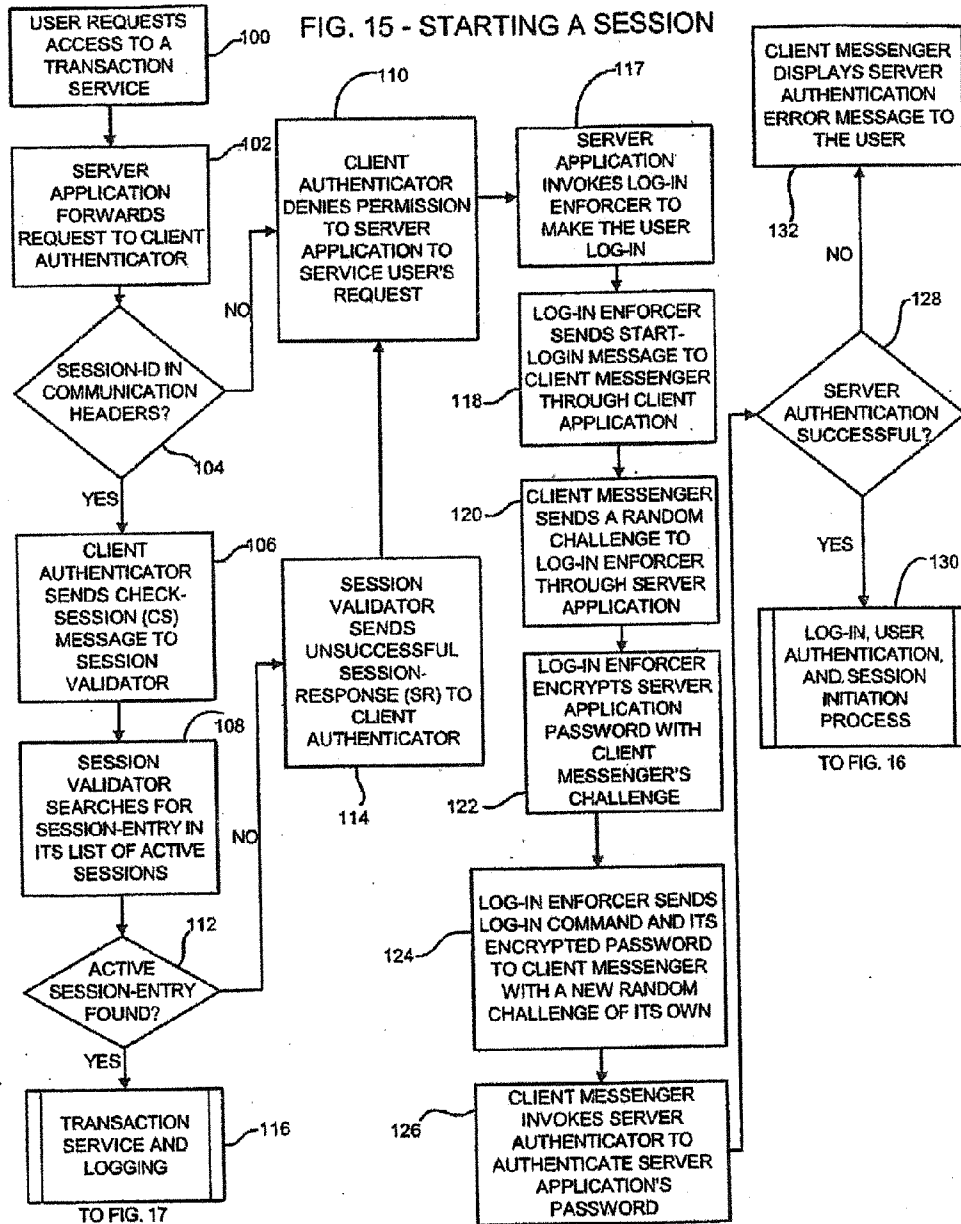 FIG. 15 - STARTING A SESSION
USER REQUESTS
ACCESS TO A
TRANSACTION
SERVICE
100
SERVER
APPLICATION
FORWARDS
REQUEST TO CLIENT
AUTHENTICATOR
102
SESSION-ID IN
COMMUNICATION
HEADERS?
104
NO
YES
CLIENT
AUTHENTICATOR
SENDS CHECK-
SESSION (CS)
MESSAGE TO
SESSION
VALIDATOR
106
SESSION
VALIDATOR
SEARCHES FOR
SESSION-ENTRY IN
ITS LIST OF ACTIVE
SESSIONS
108
ACTIVE
SESSION-ENTRY
FOUND?
112
NO
YES
TRANSACTION
SERVICE AND
LOGGING
116
TO FIG. 17
110
CLIENT
AUTHENTICATOR
DENIES PERMISSION
TO SERVER
APPLICATION TO
SERVICE USER'S
REQUEST
SESSION
VALIDATOR
SENDS
UNSUCCESSFUL
SESSION-
RESPONSE (SR) TO
CLIENT
AUTHENTICATOR
114
117
SERVER
APPLICATION
INVOKES LOG-IN
ENFORCER TO
MAKE THE USER
LOG-IN
LOG-IN ENFORCER
SENDS START-
LOGIN MESSAGE TO
CLIENT MESSENGER
THROUGH CLIENT
APPLICATION
118
CLIENT MESSENGER
SENDS A RANDOM
CHALLENGE TO
LOG-IN ENFORCER
THROUGH SERVER
APPLICATION
120
LOG-IN ENFORCER
ENCRYPTS SERVER
APPLICATION
PASSWORD WITH
CLIENT
MESSENGER'S
CHALLENGE
122
LOG-IN ENFORCER SENDS
LOG-IN COMMAND AND ITS
ENCRYPTED PASSWORD
TO CLIENT MESSENGER
WITH A NEW RANDOM
CHALLENGE OF ITS OWN
124
CLIENT MESSENGER
INVOKES SERVER
AUTHENTICATOR TO
AUTHENTICATE SERVER
APPLICATION'S
PASSWORD
126
CLIENT MESSENGER
DISPLAYS SERVER
AUTHENTICATION
ERROR MESSAGE TO
THE USER
132
NO
128
SERVER
AUTHENTICATION
SUCCESSFUL?
YES
130
LOG-IN, USER
AUTHENTICATION,
AND SESSION
INITIATION
PROCESS
TO FIG. 16